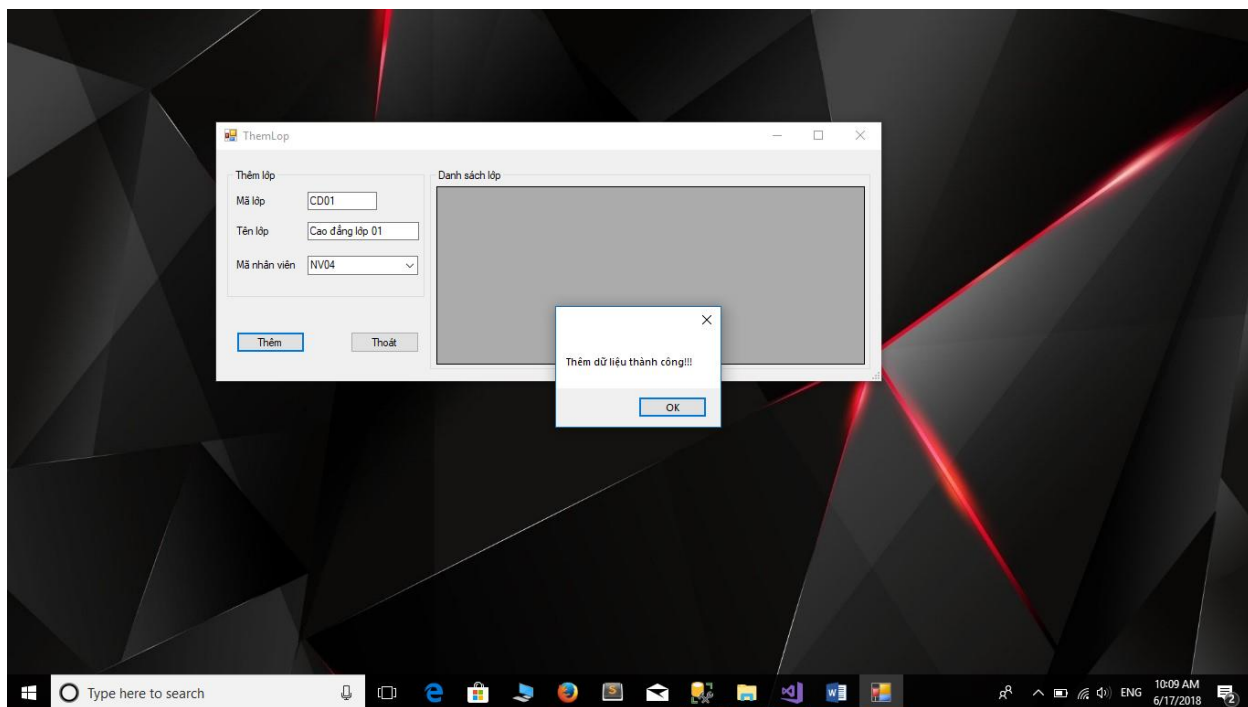 ThemLop
Thêm lớp
Mã lớp
CD01
Tên lớp
Cao đẳng lớp 01
Mã nhân viên
NV04
Thêm
Thoát
Danh sách lớp
Thêm dữ liệu thành công!!!
OK
Type here to search
ENG
10:09 AM
6/17/2018
2